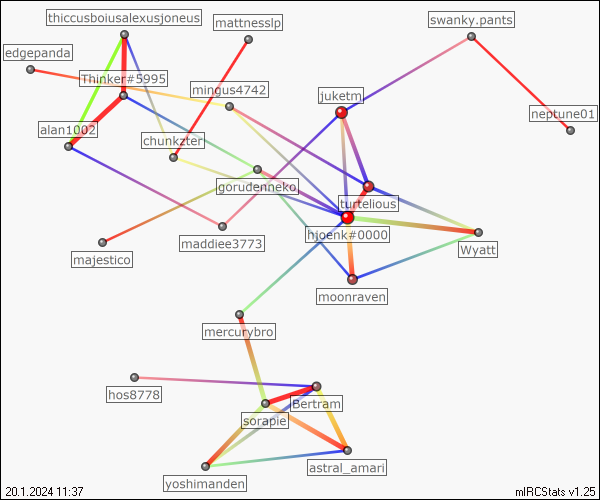 thiccusboiusalexusjoneus
mattnesslp
swanky.pants
edgepanda
Thinker#5995
mingus4742
juketm
neptune01
alan1002
chunkzter
gorudenneko
turtelious
hjoenk#0000
maddiee3773
majestico
Wyatt
moonraven
mercurybro
hos8778
Bertram
sorapie
astral_amari
yoshimanden
20.1.2024 11:37
mIRCStats v1.25